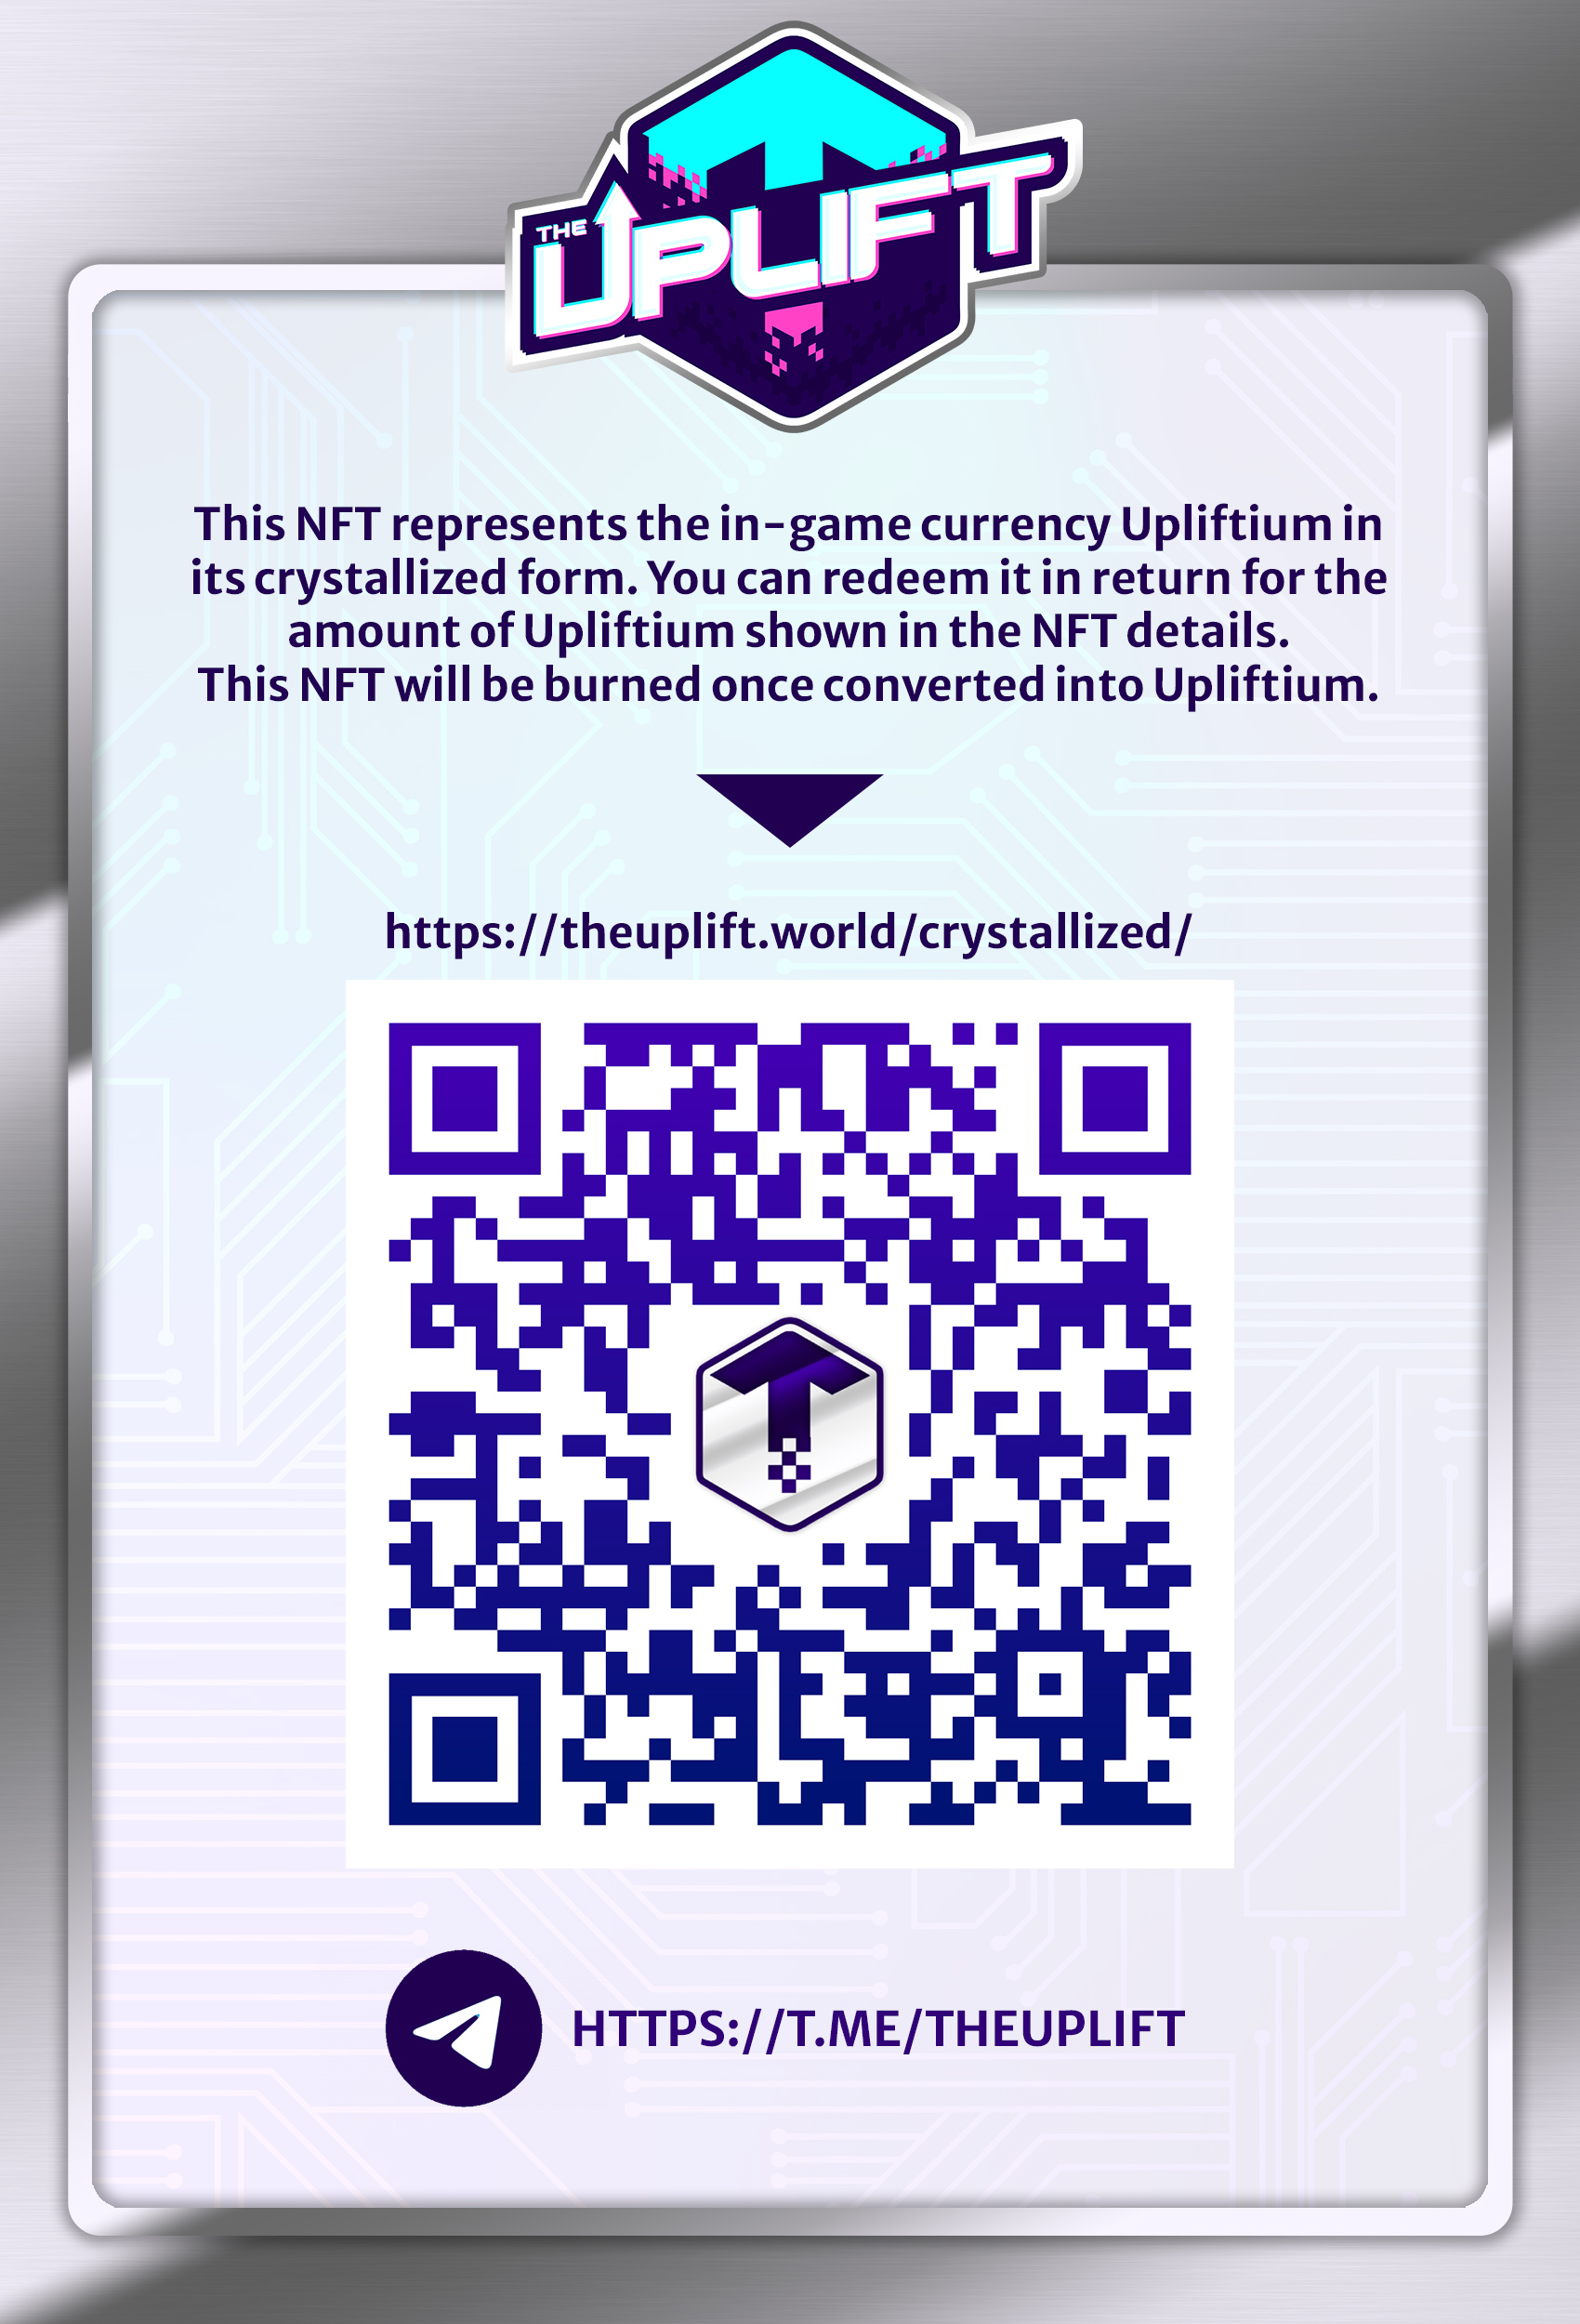 THE
UPLIFT
This NFT represents the in-game currency Upliftium in
its crystallized form. You can redeem it in return for the
amount of Upliftium shown in the NFT details.
This NFT will be burned once converted into Upliftium.
https://theuplift.world/crystallized/
HTTPS://T.ME/THEUPLIFT